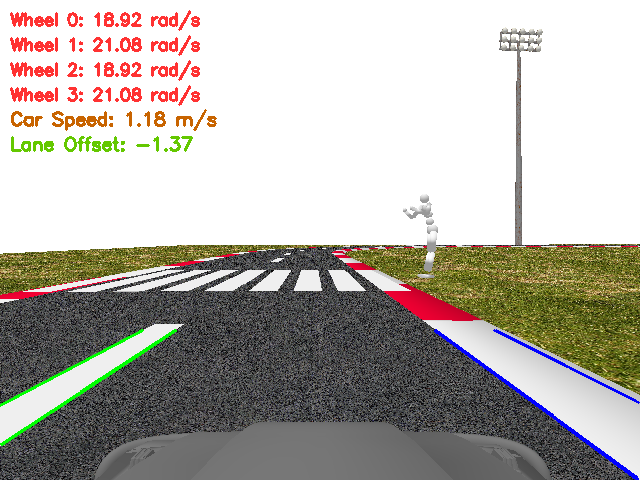 Wheel 0: 18.92 rad/s
Wheel 1: 21.08 rad/s
Wheel 2: 18.92 rad/s
Wheel 3: 21.08 rad/s
Car Speed: 1.18 m/s
Lane Offset: -1.37